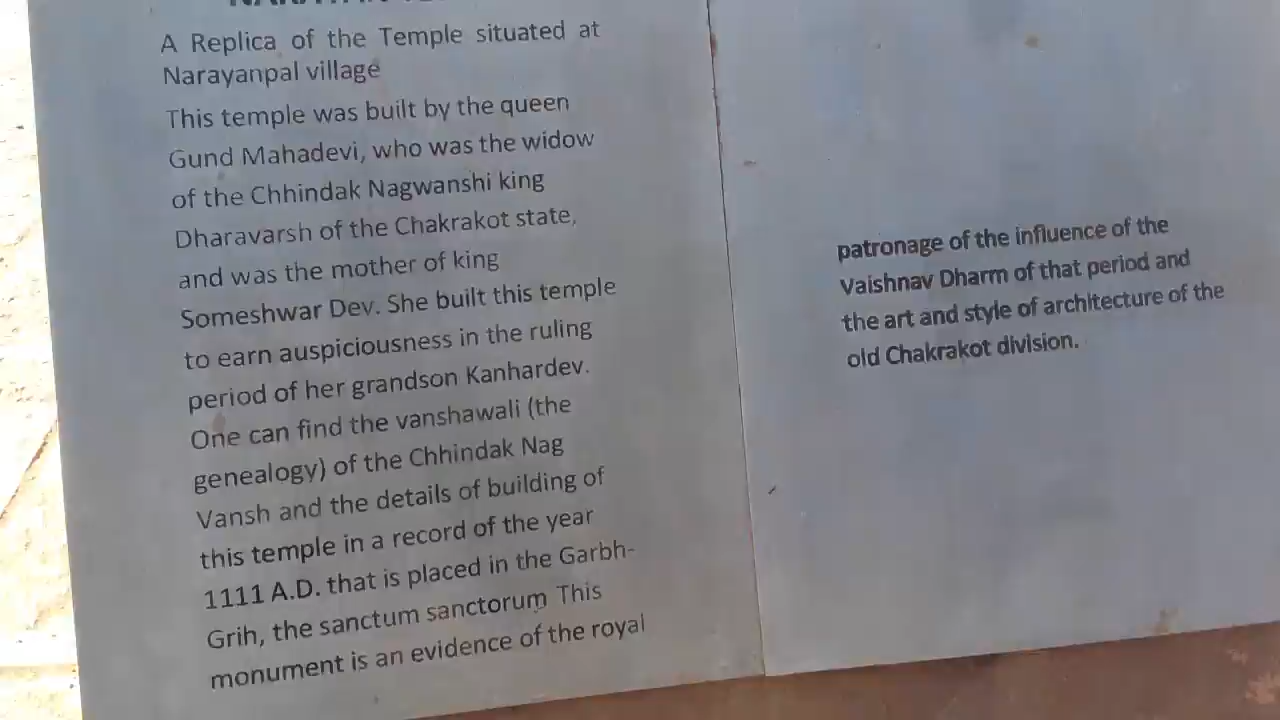 A Replica of the Temple situated at
Narayanpal village
This temple was built by the queen
Gund Mahadevi, who was the widow
of the Chhindak Nagwanshi king
Dharavarsh of the Chakrakot state,
and was the mother of king
Someshwar Dev. She built this temple
to earn auspiciousness in the ruling
period of her grandson Kanhardev.
One can find the vanshawali (the
genealogy) of the Chhindak Nag
Vansh and the details of building of
this temple in a record of the year
1111 A.D. that is placed in the Garbh-
Grih, the sanctum sanctorum This
monument is an evidence of the royal
patronage of the influence of the
Vaishnav Dharm of that period and
the art and style of architecture of the
old Chakrakot division.